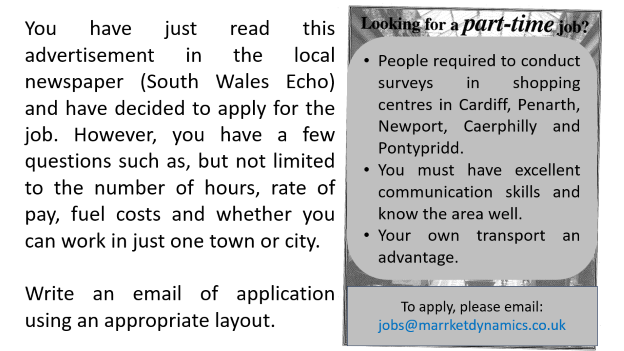 You have just read this
advertisement in the local
newspaper (South Wales Echo)
and have decided to apply for the
job. However, you have a few
questions such as, but not limited
to the number of hours, rate of
pay, fuel costs and whether you
can work in just one town or city.
Write an email of application
using an appropriate layout.
Looking for a part-time job?
• People required to conduct
surveys in shopping
centres in Cardiff, Penarth,
Newport, Caerphilly and
Pontypridd.
• You must have excellent
communication skills and
know the area well.
• Your own transport an
advantage.
To apply, please email:
jobs@marrketdynamics.co.uk